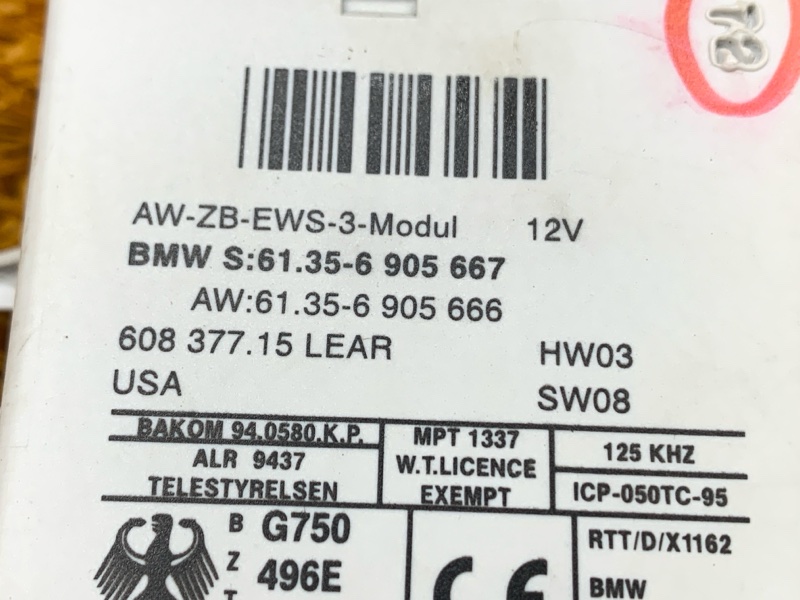 AW-ZB-EWS-3-Modul 12V
BMW S:61.35-6 905 667
AW:61.35-6 905 666
608 377.15 LEAR HW03
USA SW08
BAKOM 94.0580.K.P.
ALR 9437
TELESTYRELSEN
MPT 1337
W.T.LICENCE
EXEMPT
125 KHZ
ICP-050TC-95
B
Z
T
G750
496E
CE
RTT/D/X1162
BMW